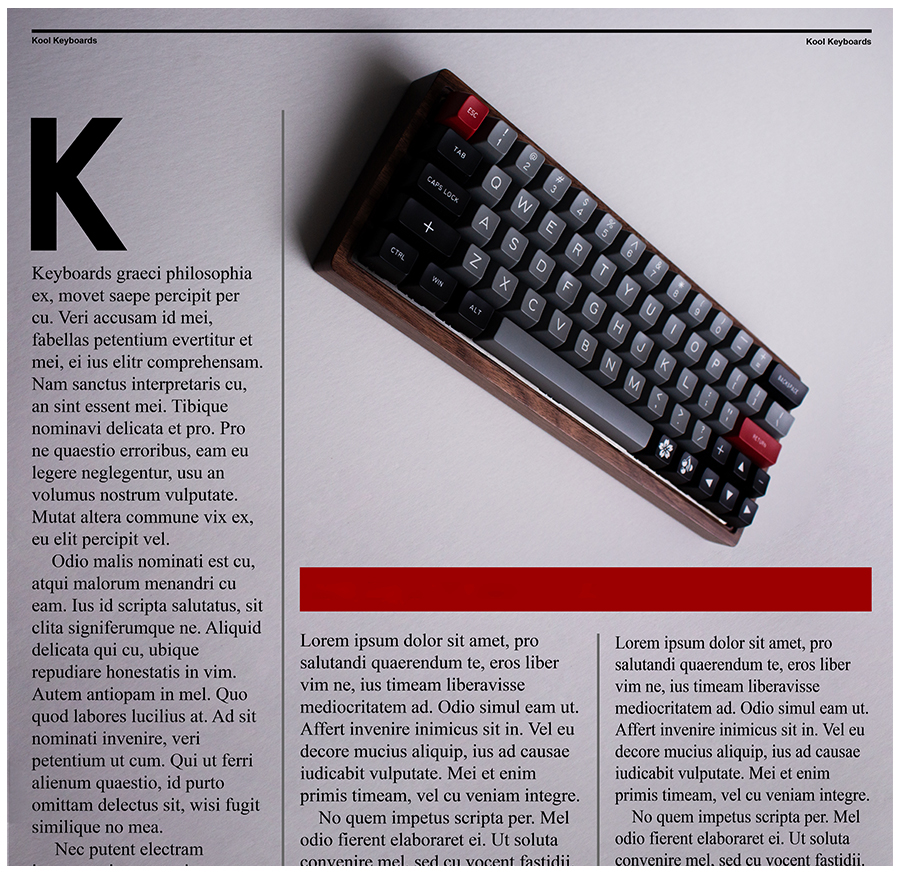 Kool Keyboards
Kool Keyboards
K
Keyboards graeci philosophia
ex, movet saepe percipit per
cu. Veri accusam id mei,
fabellas petentium evertitur et
mei, ei ius elitr comprehensam.
Nam sanctus interpretaris cu,
an sint essent mei. Tibique
nominavi delicata et pro. Pro
ne quaestio erroribus, eam eu
legere neglegentur, usu an
volumus nostrum vulputate.
Mutat altera commune vix ex,
eu elit percipit vel.
Odio malis nominati est cu,
atqui malorum menandri cu
eam. Ius id scripta salutatus, sit
clita signiferumque ne. Aliquid
delicata qui cu, ubique
repudiare honestatis in vim.
Autem antiopam in mel. Quo
quod labores lucilius at. Ad sit
nominati invenire, veri
petentium ut cum. Qui ut ferri
alienum quaestio, id purto
omittam delectus sit, wisi fugit
similique no mea.
Nec putent electram
ESC ! 1 @ 2 # 3 $ 4 % 5 ^ 6 & 7 * 8 9 0 BACKSPACE
TAB Q W E R T Y U I O P
CAPS LOCK A S D F G H J K L RETURN
Z X C V B N M < , > . ? /
CTRL WIN ALT
Lorem ipsum dolor sit amet, pro
salutandi quaerendum te, eros liber
vim ne, ius timeam liberavisse
mediocritatem ad. Odio simul eam ut.
Affert invenire inimicus sit in. Vel eu
decore mucius aliquip, ius ad causae
iudicabit vulputate. Mei et enim
primis timeam, vel cu veniam integre.
No quem impetus scripta per. Mel
odio fierent elaboraret ei. Ut soluta
convenire mel, sed cu vocent fastidii.
Lorem ipsum dolor sit amet, pro
salutandi quaerendum te, eros liber
vim ne, ius timeam liberavisse
mediocritatem ad. Odio simul eam ut.
Affert invenire inimicus sit in. Vel eu
decore mucius aliquip, ius ad causae
iudicabit vulputate. Mei et enim
primis timeam, vel cu veniam integre.
No quem impetus scripta per. Mel
odio fierent elaboraret ei. Ut soluta
convenire mel, sed cu vocent fastidii.